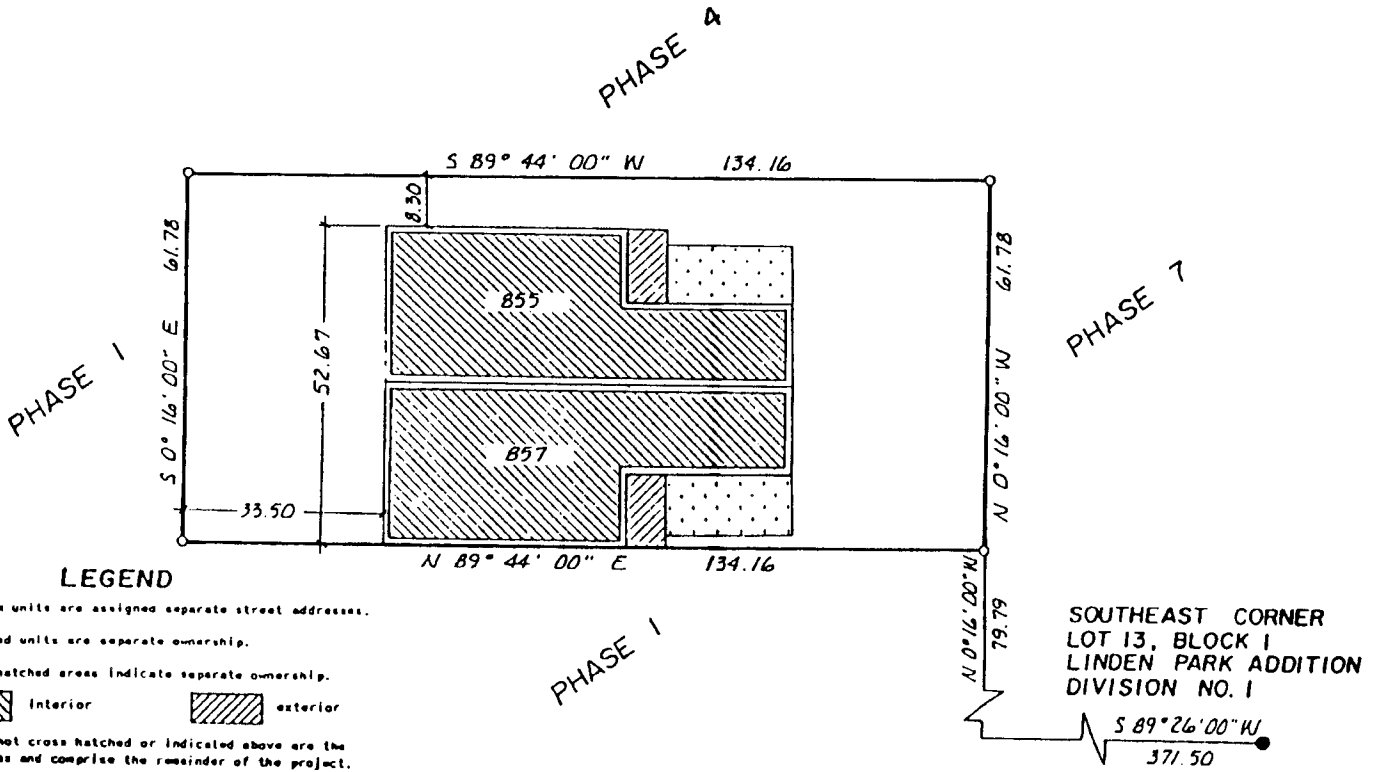 PHASE 4
S 89° 44' 00" W 134.16
8.30
S 0° 16' 00" E 61.78
N 0° 16' 00" W 61.78
855
52.67
PHASE 1
PHASE 7
857
33.50
N 89° 44' 00" E 134.16
LEGEND
units are assigned separate street addresses.
units are separate ownership.
hatched areas indicate separate ownership.
interior
exterior
not cross hatched or indicated above are the
and comprise the remainder of the project.
PHASE 1
N 0° 16' 00" W
79.79
SOUTHEAST CORNER
LOT 13, BLOCK 1
LINDEN PARK ADDITION
DIVISION NO. 1
S 89° 26' 00" W
371.50